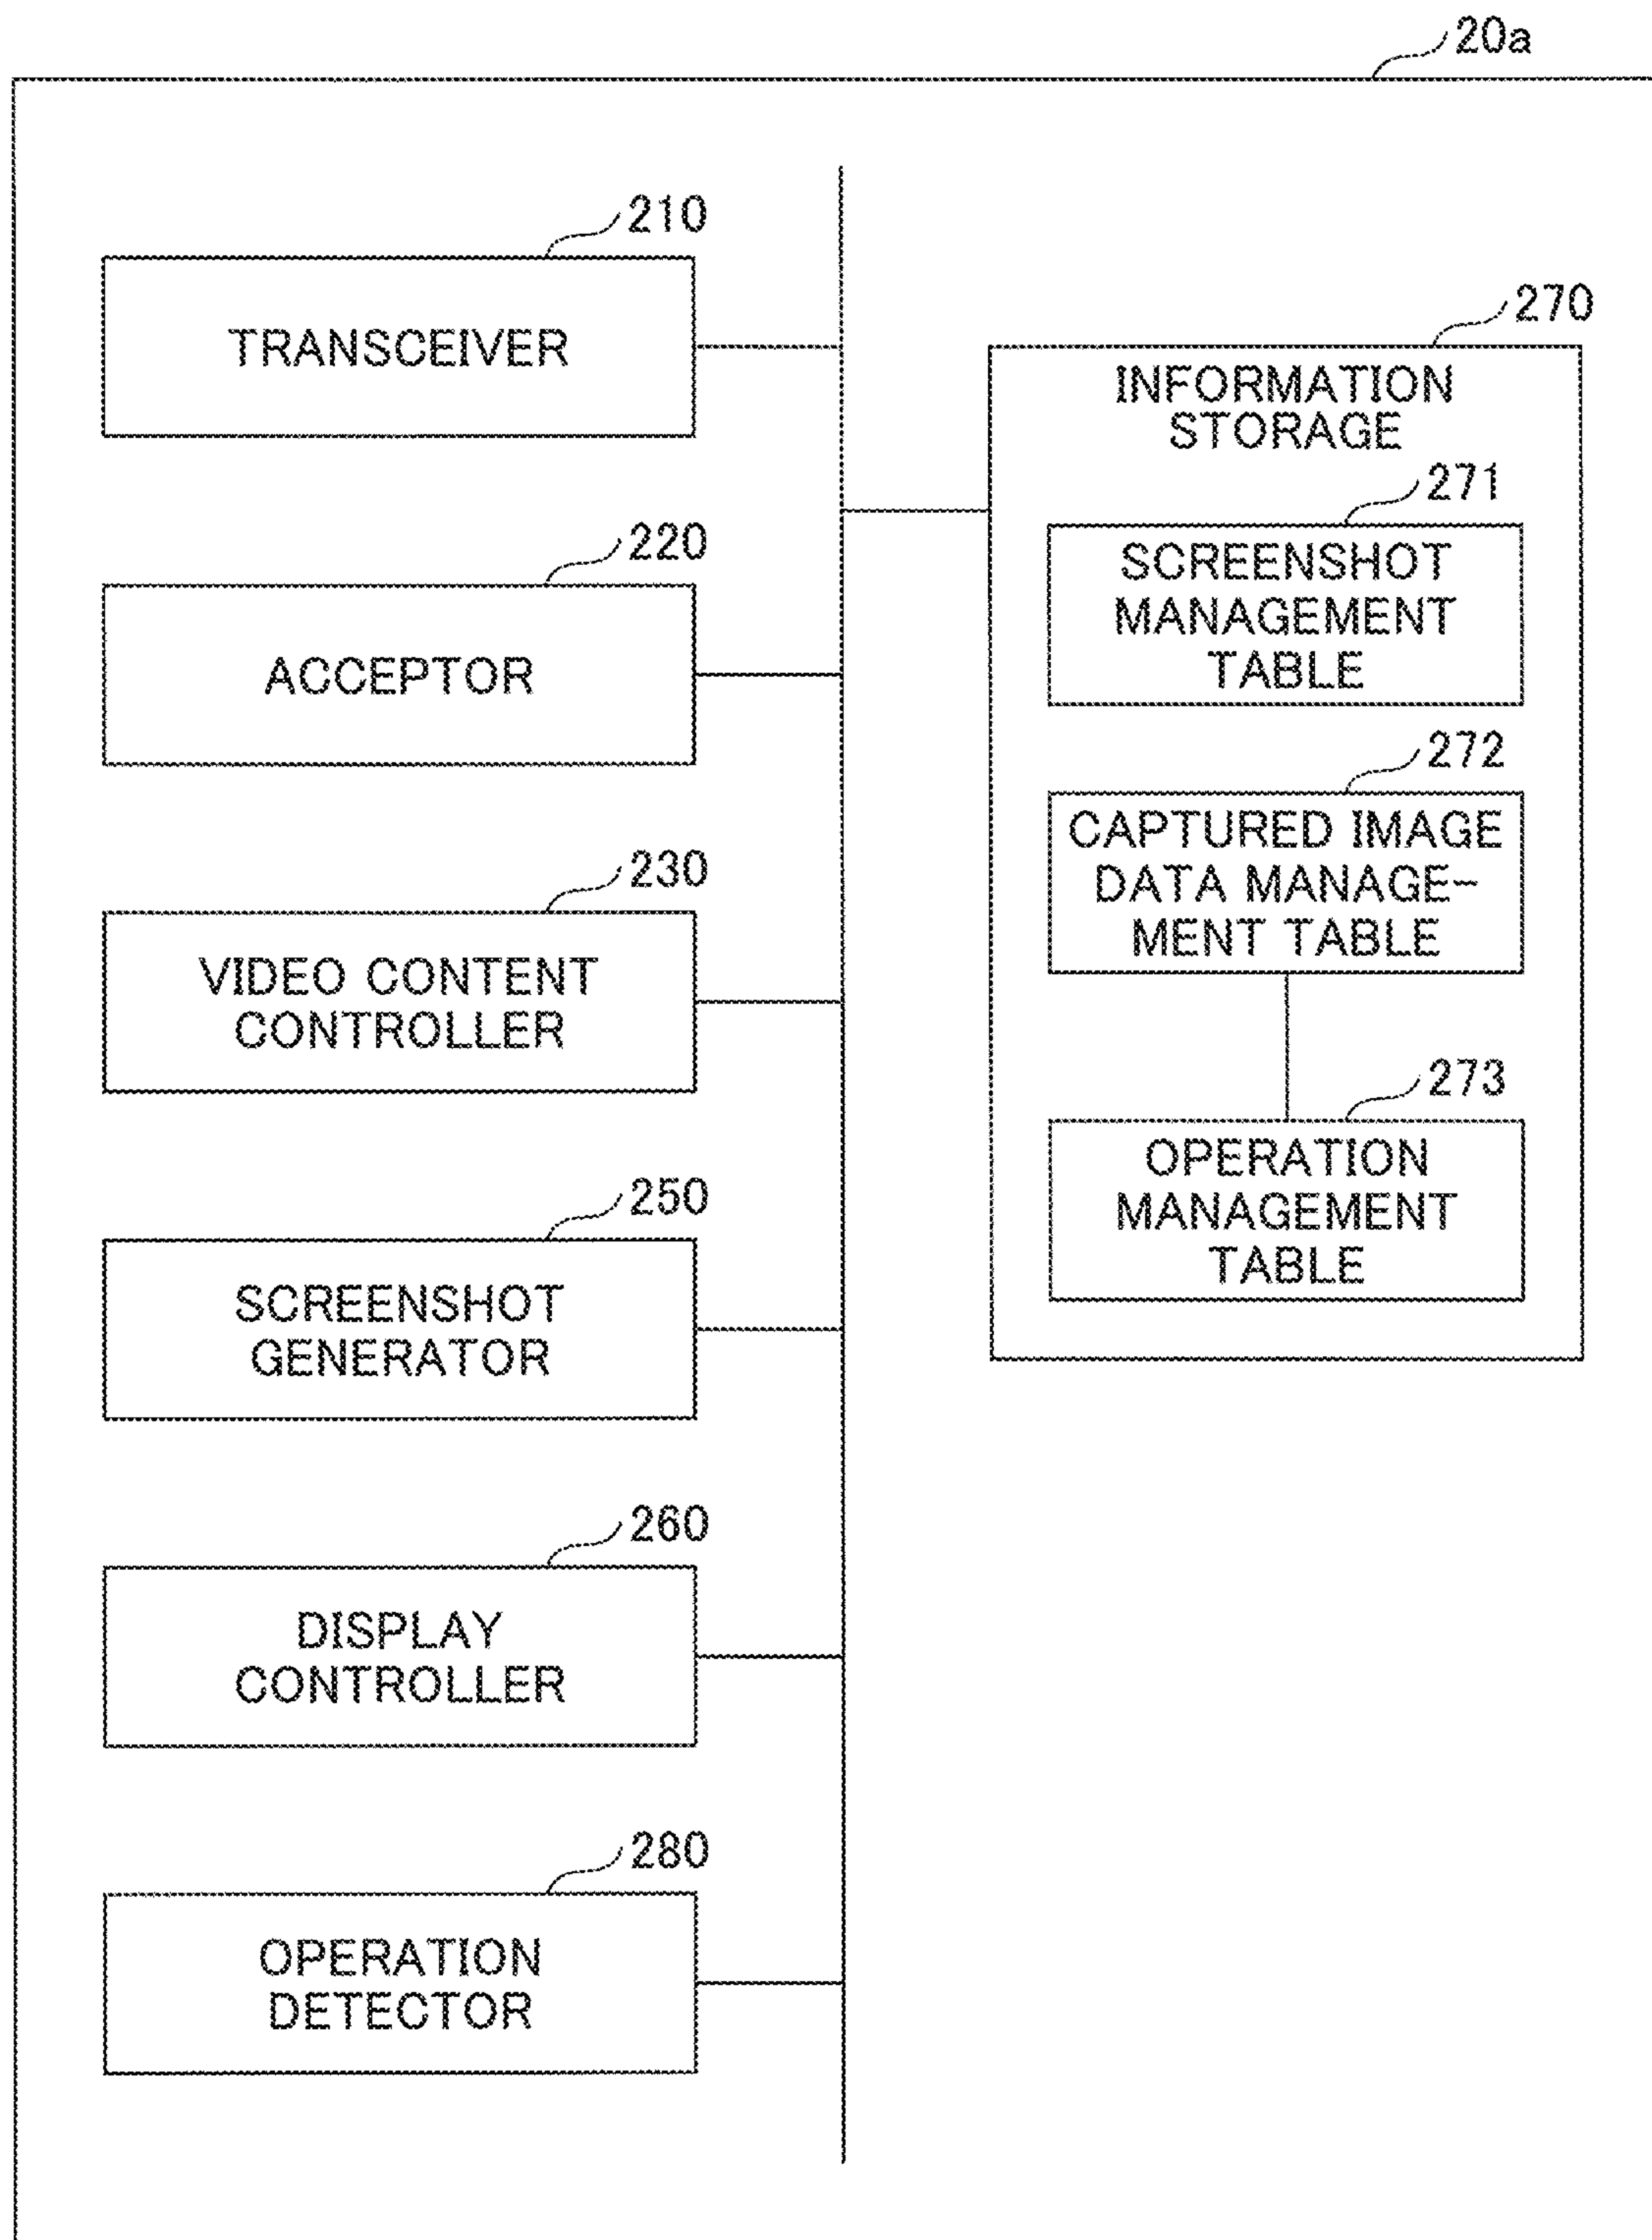 20a
210
TRANSCEIVER
220
ACCEPTOR
230
VIDEO CONTENT
CONTROLLER
250
SCREENSHOT
GENERATOR
260
DISPLAY
CONTROLLER
280
OPERATION
DETECTOR
270
INFORMATION
STORAGE
271
SCREENSHOT
MANAGEMENT
TABLE
272
CAPTURED IMAGE
DATA MANAGE-
MENT TABLE
273
OPERATION
MANAGEMENT
TABLE